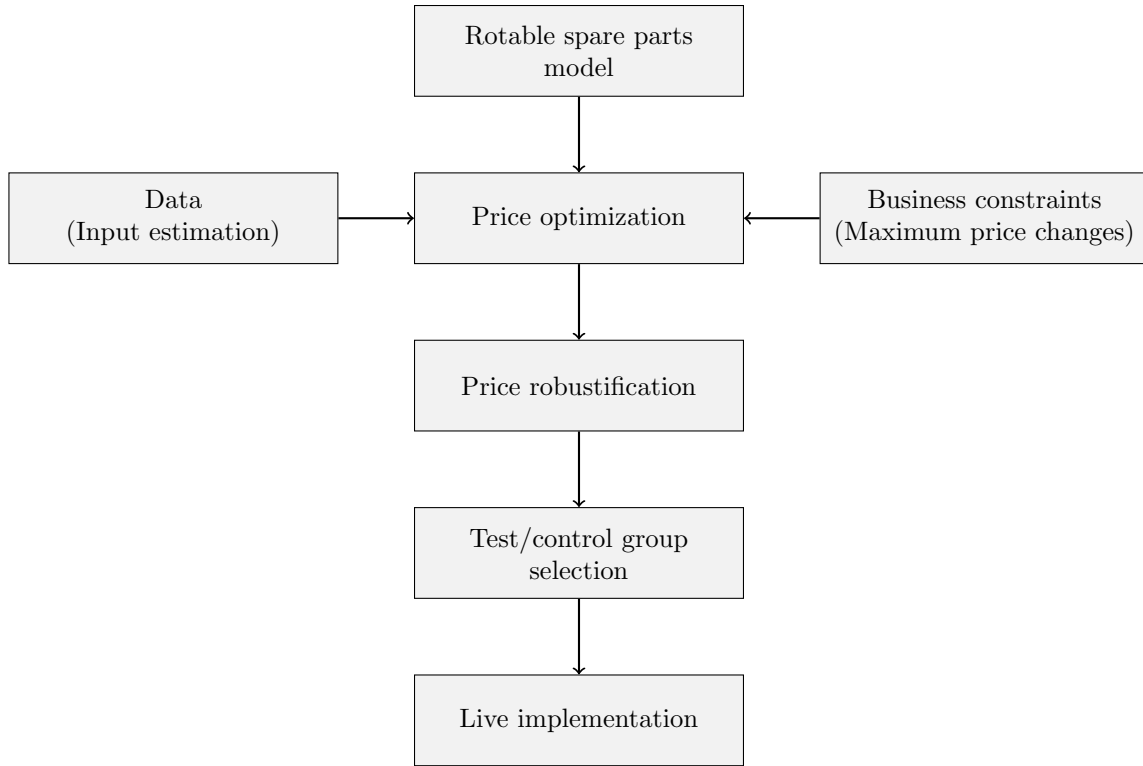 Rotable spare parts
model
Data
(Input estimation)
Price optimization
Business constraints
(Maximum price changes)
Price robustification
Test/control group
selection
Live implementation